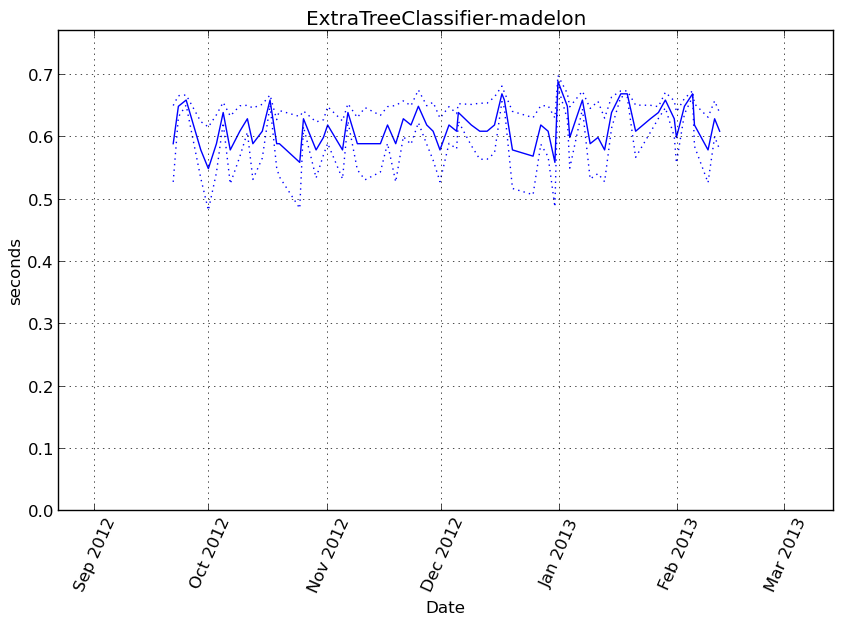 ExtraTreeClassifier-madelon
0.7
0.6
0.5
0.4
0.3
0.2
0.1
0.0
seconds
Sep 2012
Oct 2012
Nov 2012
Dec 2012
Jan 2013
Feb 2013
Mar 2013
Date